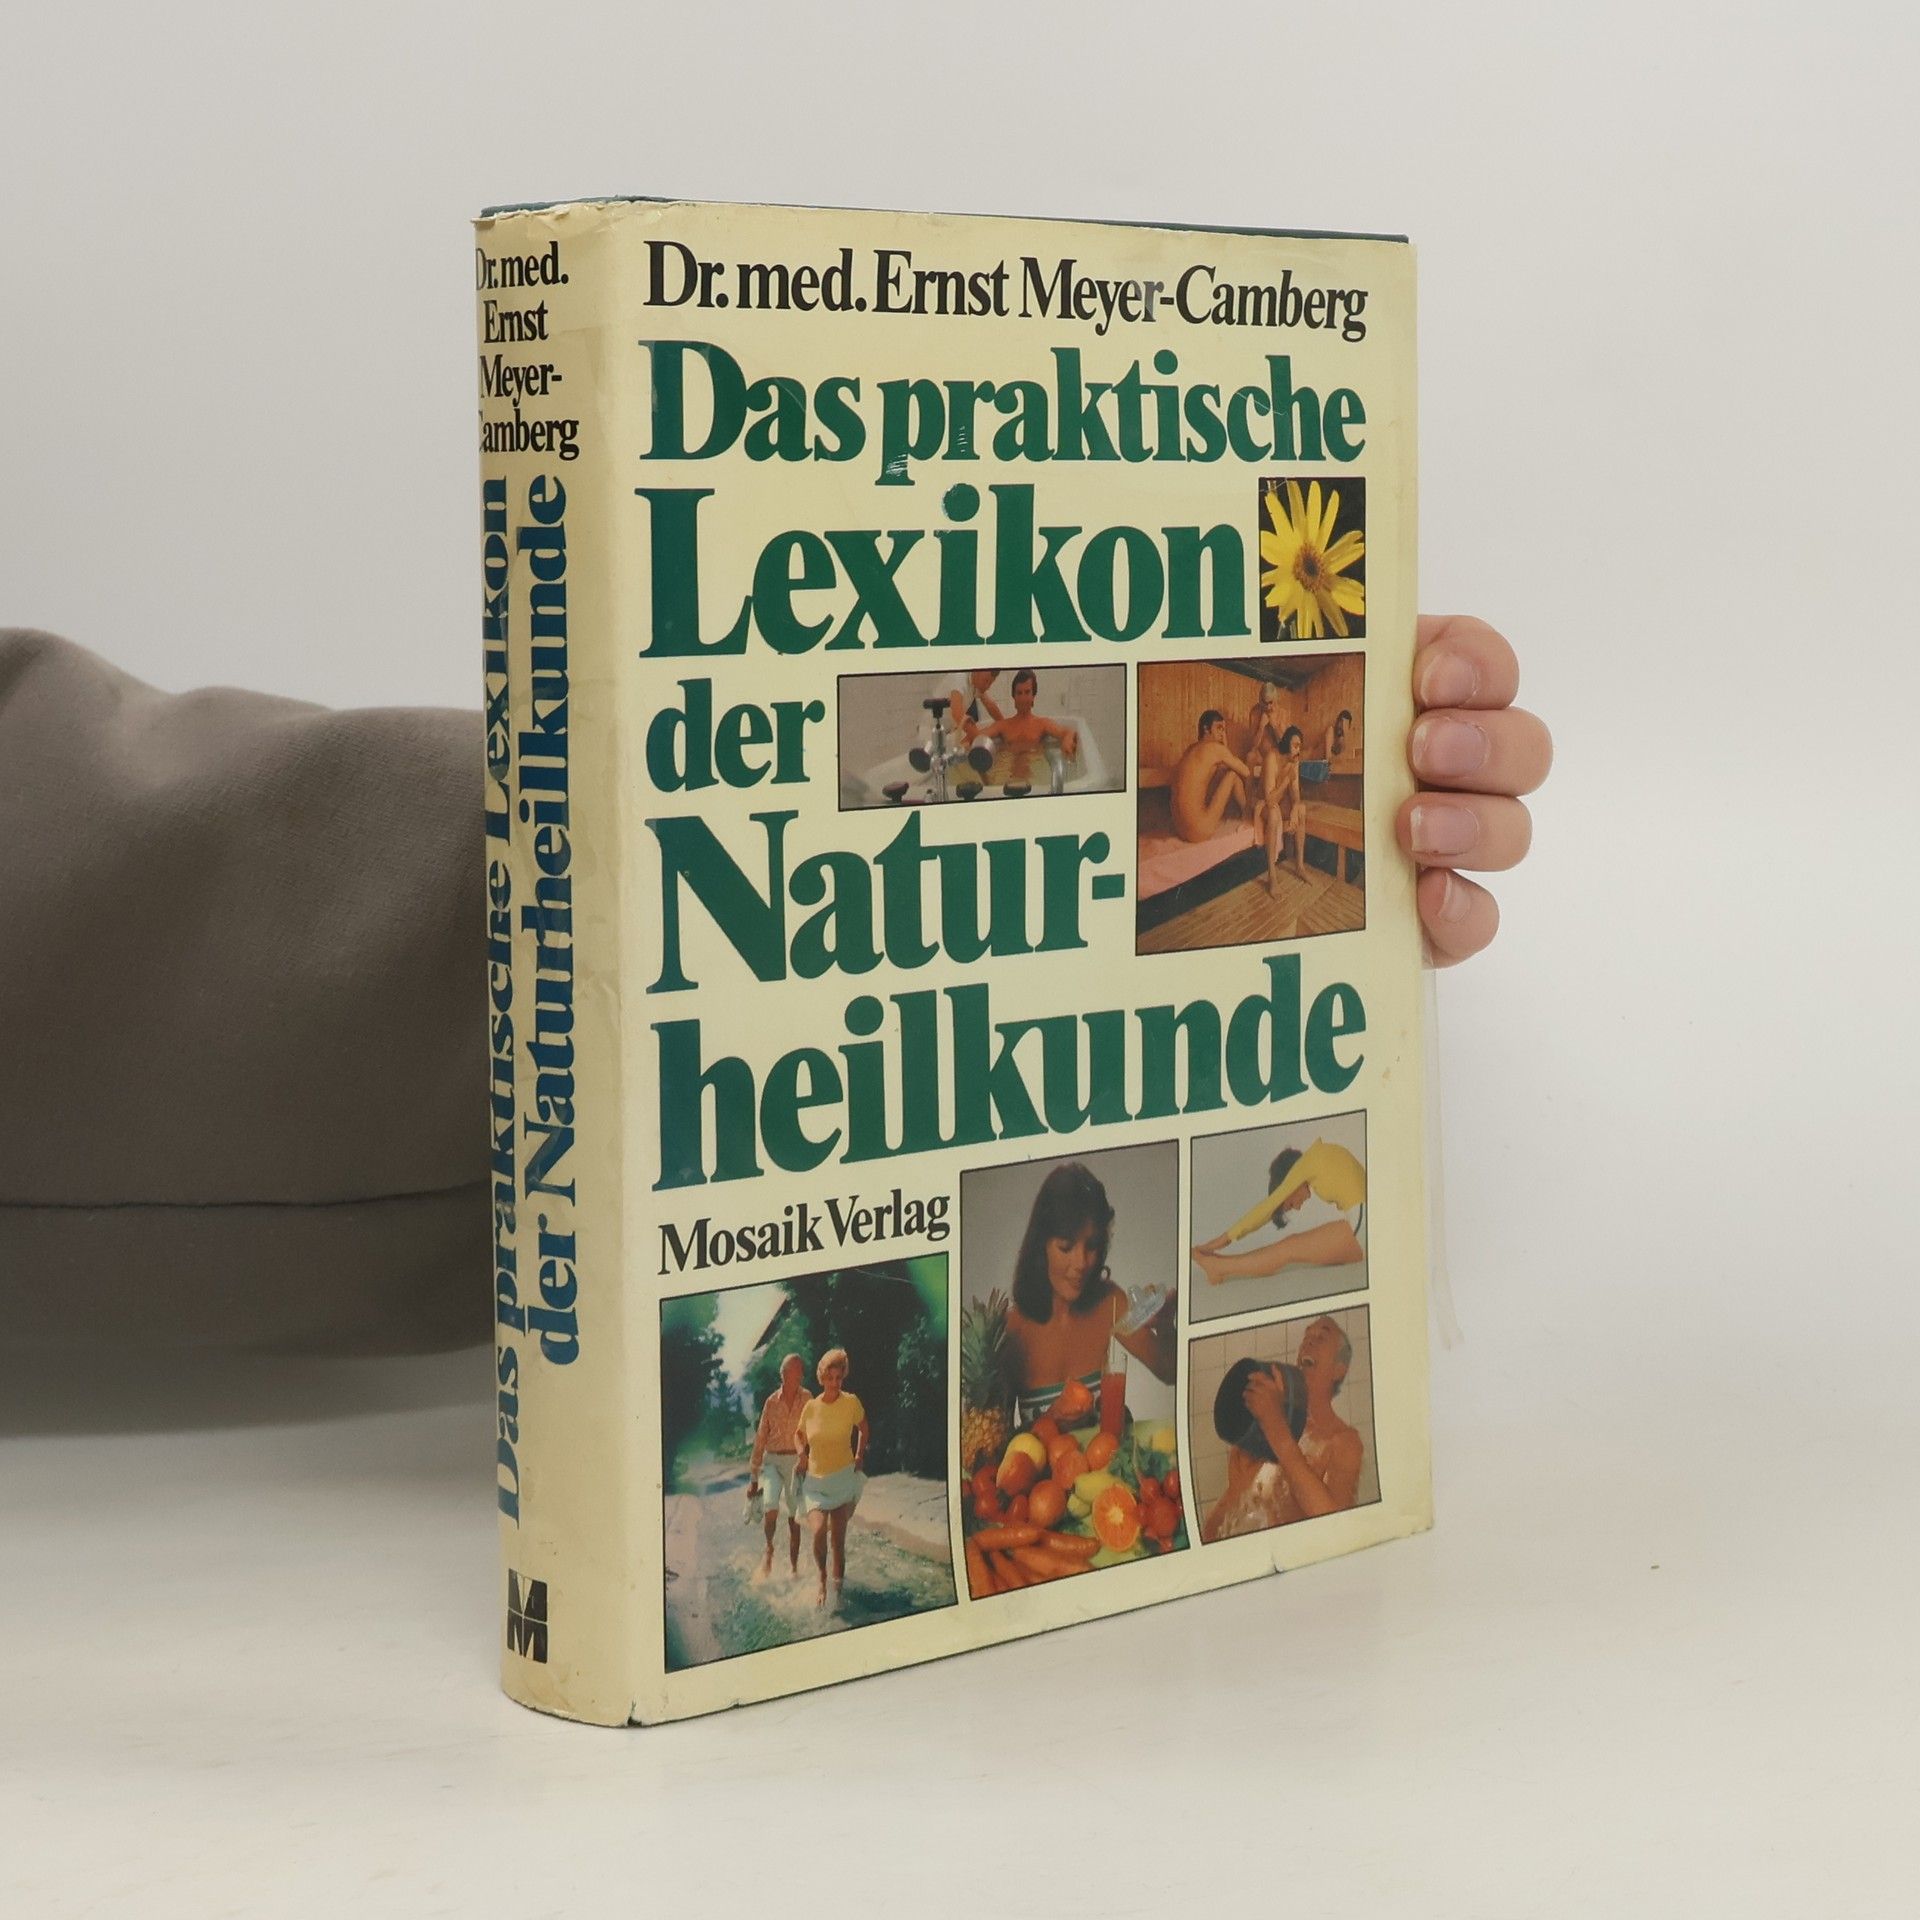 Dr. med.
Ernst
Meyer-
Camberg
Das praktische Lexikon
der Naturheilkunde
Dr. med. Ernst Meyer-Camberg
Das praktische
Lexikon
der
Natur-
heilkunde
Mosaik Verlag